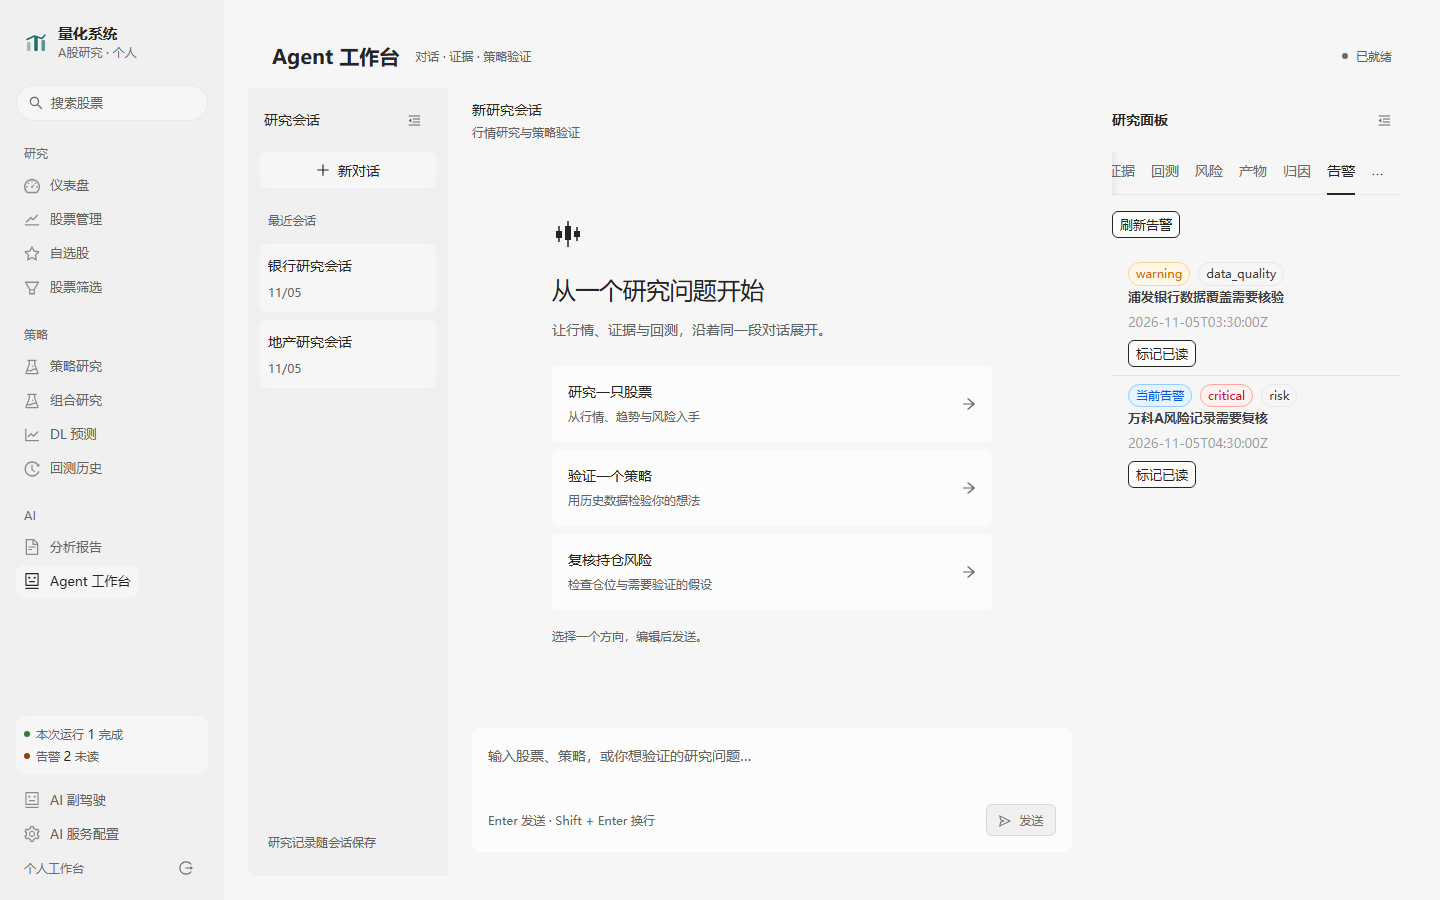 量化系统
A股研究 · 个人
搜索股票
研究
仪表盘
股票管理
自选股
股票筛选
策略
策略研究
组合研究
DL 预测
回测历史
AI
分析报告
Agent 工作台
本次运行 1 完成
告警 2 未读
AI 副驾驶
AI 服务配置
个人工作台
Agent 工作台 对话 · 证据 · 策略验证
已就绪
研究会话
新对话
最近会话
银行研究会话
11/05
地产研究会话
11/05
研究记录随会话保存
新研究会话
行情研究与策略验证
从一个研究问题开始
让行情、证据与回测，沿着同一段对话展开。
研究一只股票
从行情、趋势与风险入手
验证一个策略
用历史数据检验你的想法
复核持仓风险
检查仓位与需要验证的假设
选择一个方向，编辑后发送。
输入股票、策略，或你想验证的研究问题...
Enter 发送 · Shift + Enter 换行
发送
研究面板
证据 回测 风险 产物 归因 告警 ...
刷新告警
warning data_quality
浦发银行数据覆盖需要核验
2026-11-05T03:30:00Z
标记已读
当前告警 critical risk
万科A风险记录需要复核
2026-11-05T04:30:00Z
标记已读